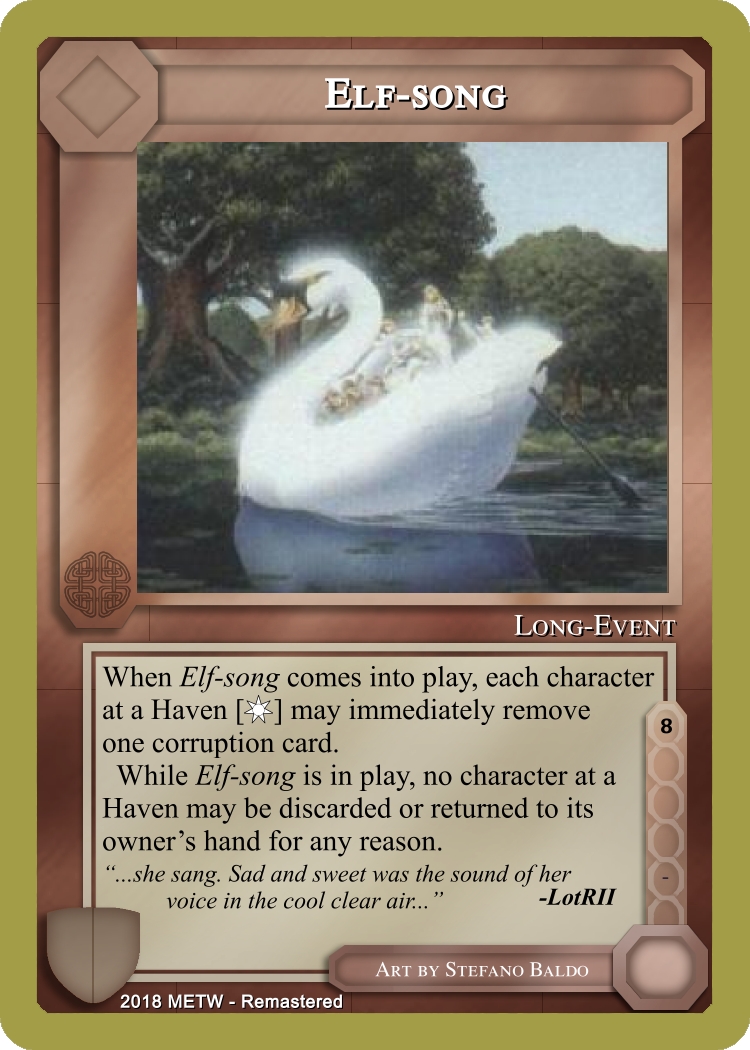 Elf-song
Long-Event
When Elf-song comes into play, each character
at a Haven [☼] may immediately remove
one corruption card.
While Elf-song is in play, no character at a
Haven may be discarded or returned to its
owner’s hand for any reason.
“...she sang. Sad and sweet was the sound of her
voice in the cool clear air...” -LotRII
8
-
Art by Stefano Baldo
2018 METW - Remastered